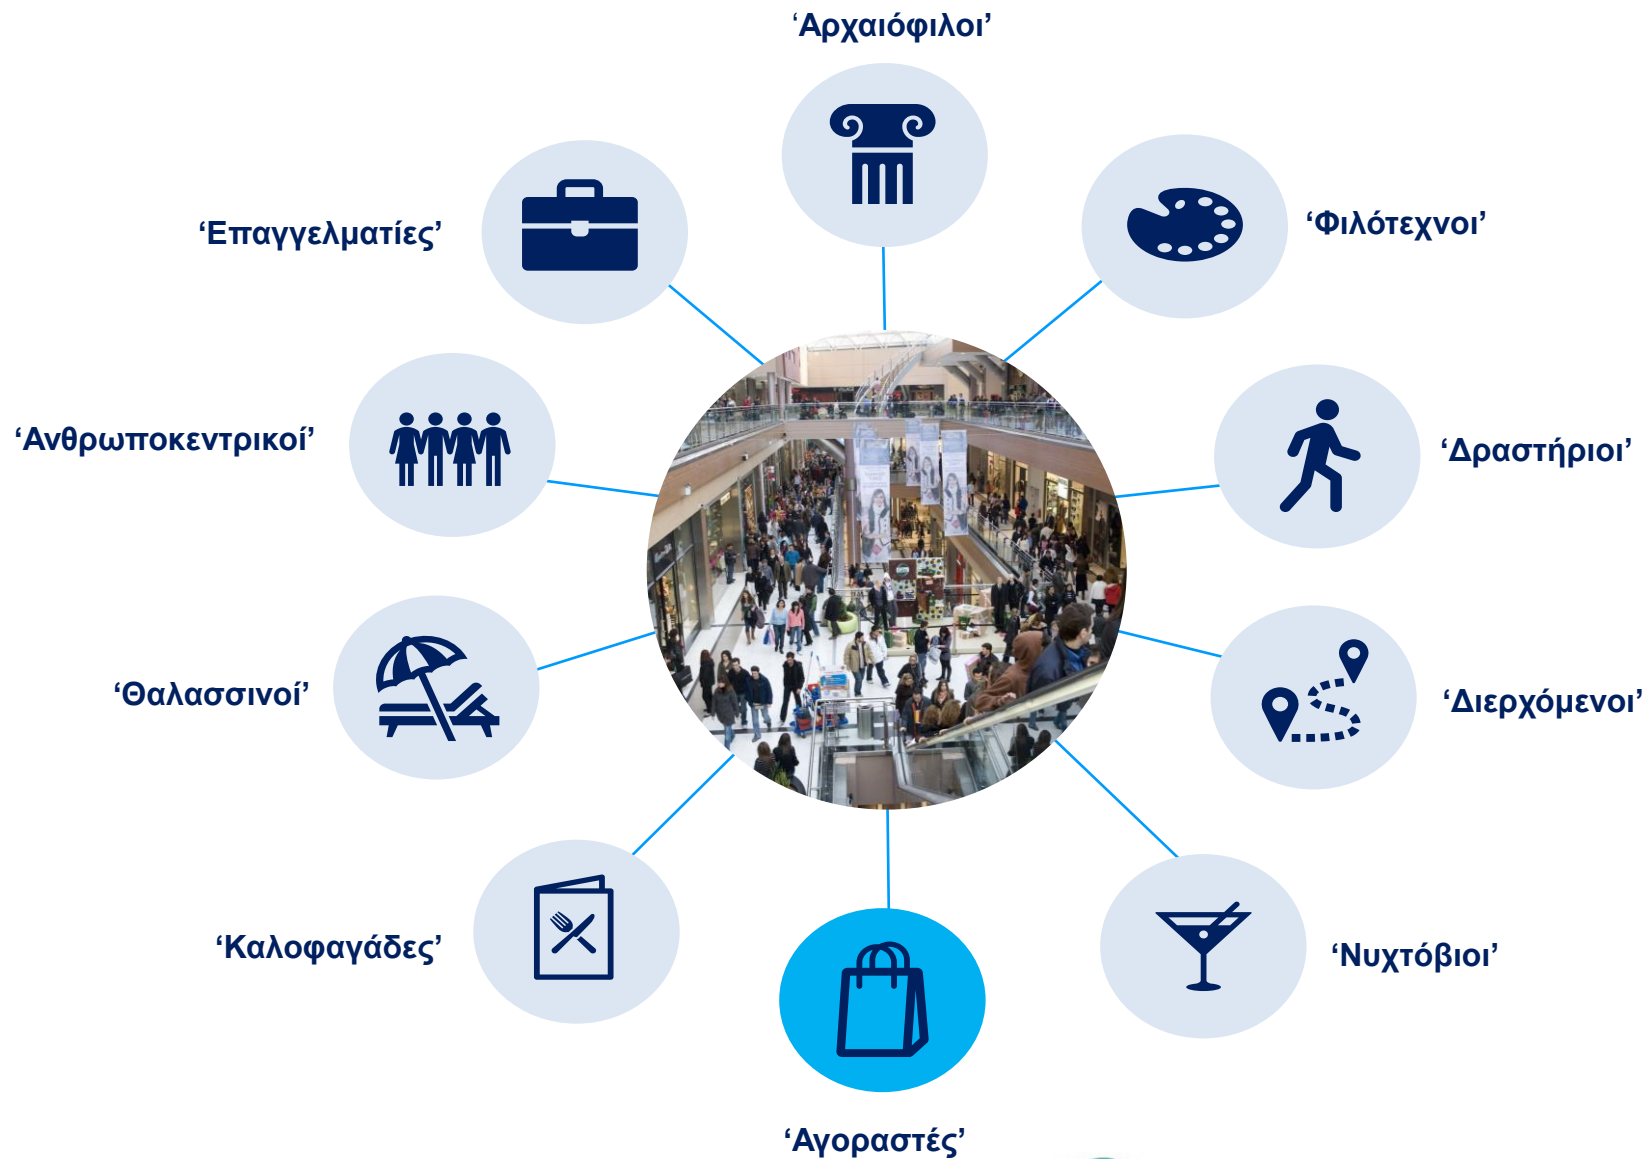 ‘Αρχαιόφιλοι’
‘Επαγγελματίες’
‘Φιλότεχνοι’
‘Ανθρωποκεντρικοί’
‘Δραστήριοι’
‘Θαλασσινοί’
‘Διερχόμενοι’
‘Καλοφαγάδες’
‘Νυχτόβιοι’
‘Αγοραστές’